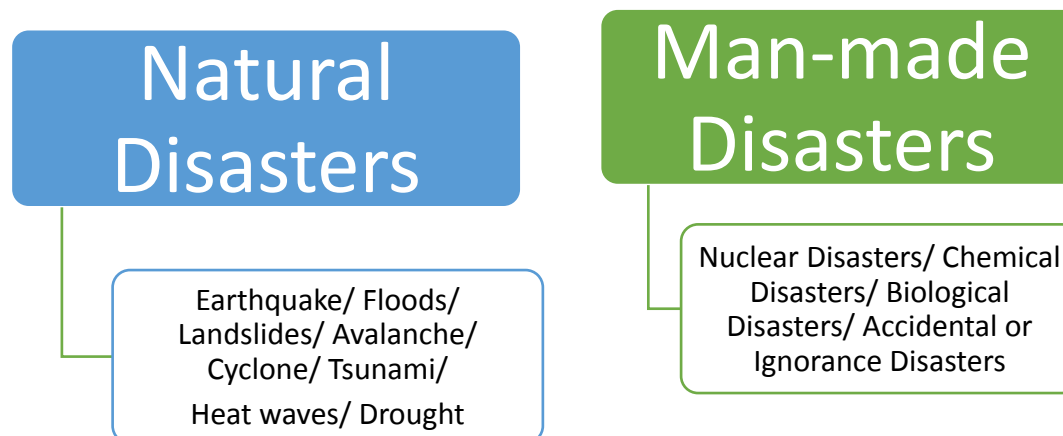 Natural
Disasters
Earthquake/ Floods/
Landslides/ Avalanche/
Cyclone/ Tsunami/
Heat waves/ Drought
Man-made
Disasters
Nuclear Disasters/ Chemical
Disasters/ Biological
Disasters/ Accidental or
Ignorance Disasters